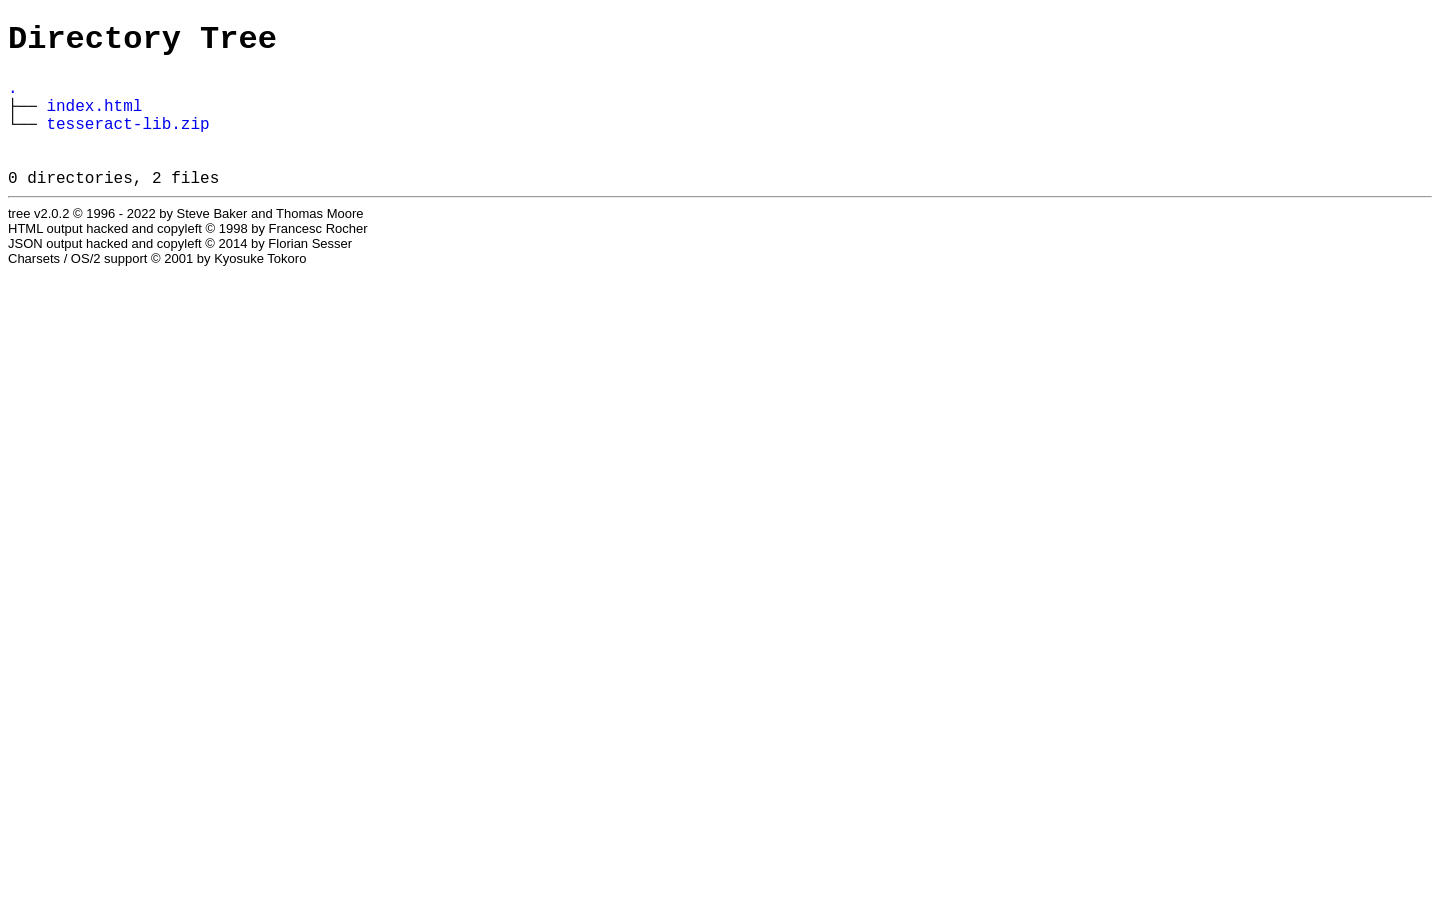 Directory Tree
.
├── index.html
└── tesseract-lib.zip
0 directories, 2 files
tree v2.0.2 © 1996 - 2022 by Steve Baker and Thomas Moore
HTML output hacked and copyleft © 1998 by Francesc Rocher
JSON output hacked and copyleft © 2014 by Florian Sesser
Charsets / OS/2 support © 2001 by Kyosuke Tokoro